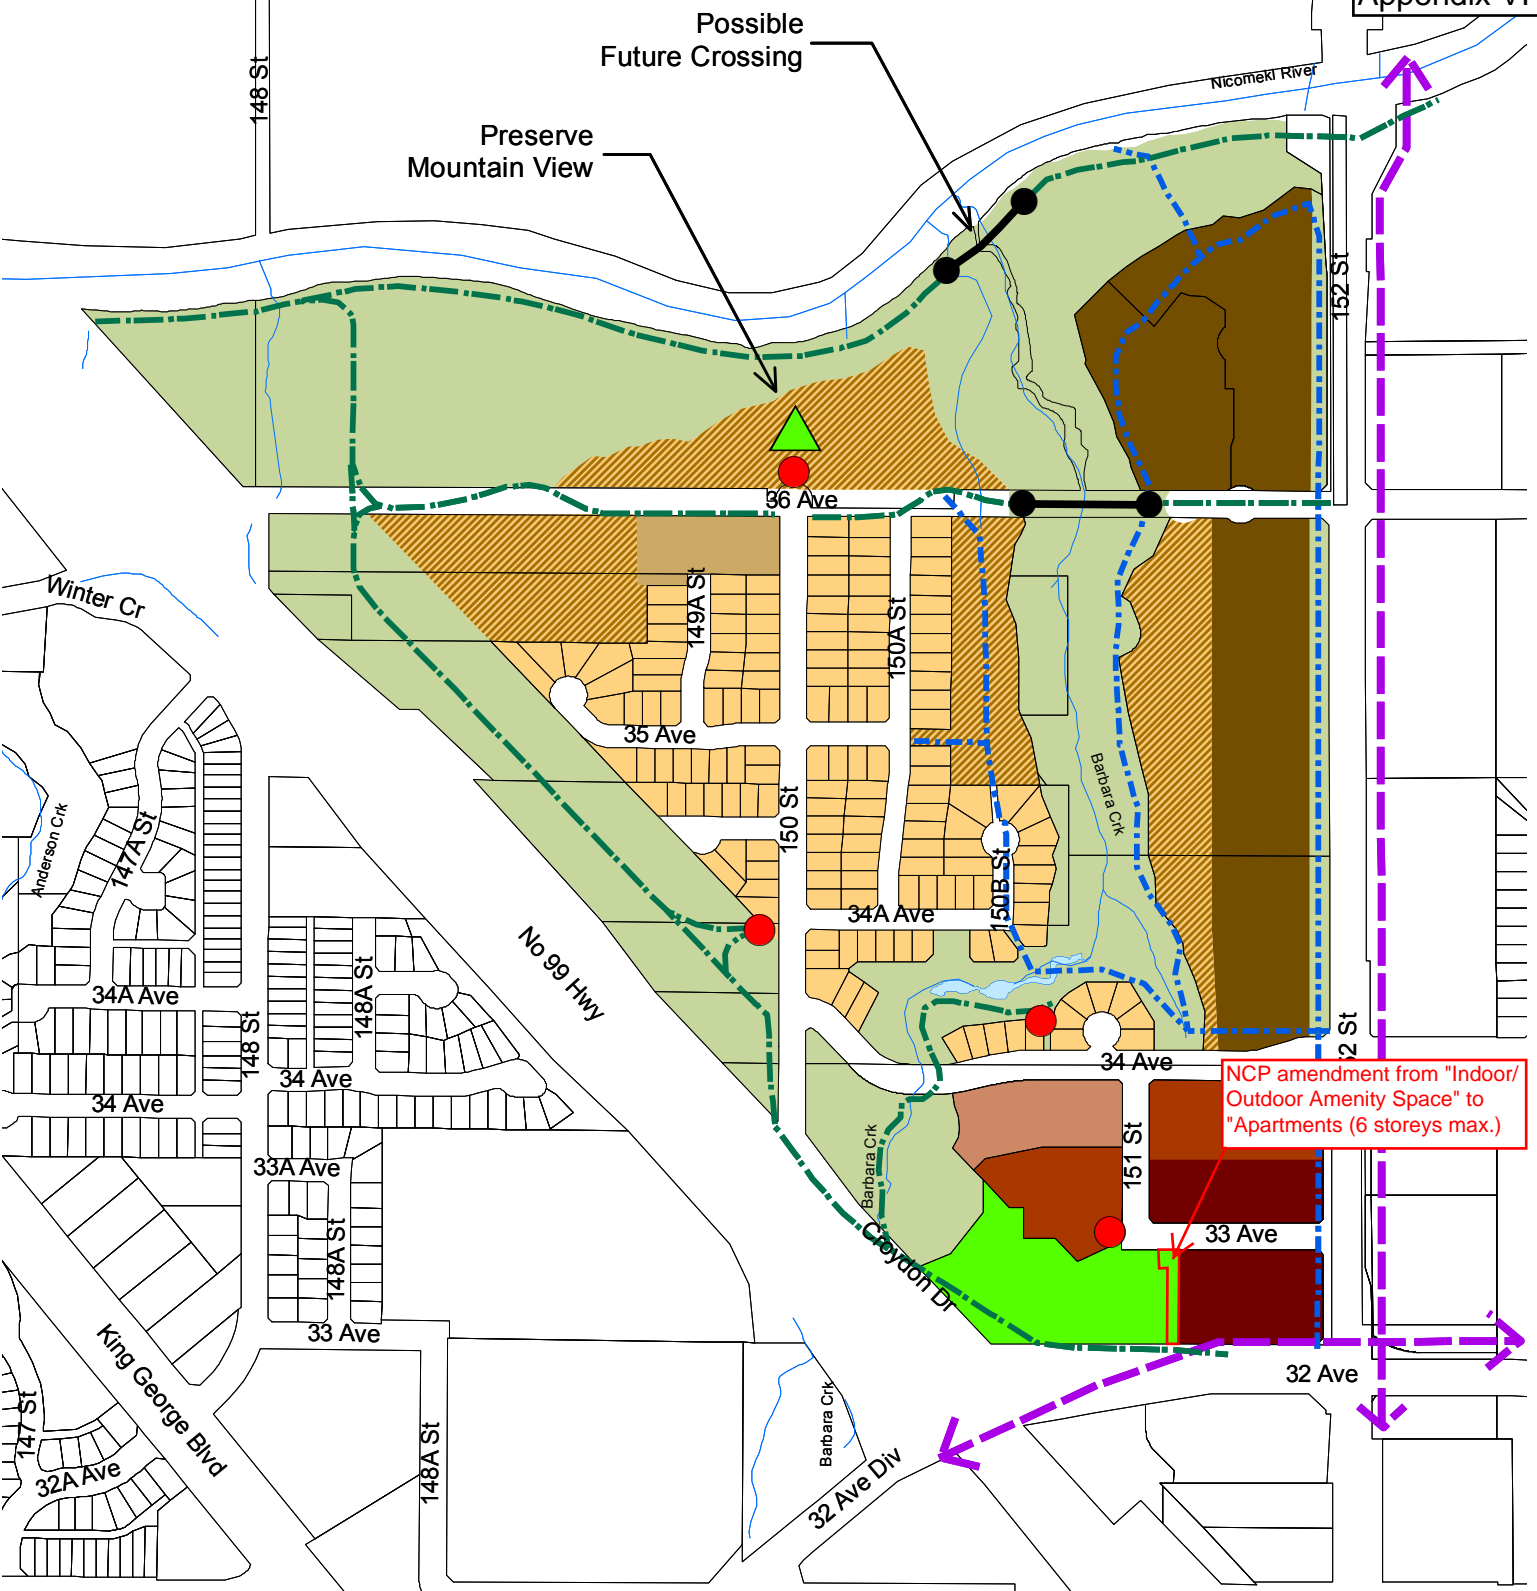 Appendix VI
Possible
Future Crossing
148 St
Nicomekl River
Preserve
Mountain View
152 St
36 Ave
Winter Cr
149A St
150A St
35 Ave
Barbara Crk
150 St
Anderson Crk
147A St
150B St
34A Ave
No 99 Hwy
148A St
34A Ave
148 St
52 St
34 Ave
34 Ave
34 Ave
NCP amendment from "Indoor/
Outdoor Amenity Space" to
"Apartments (6 storeys max.)
151 St
Barbara Crk
33A Ave
148A St
33 Ave
Croydon Dr
33 Ave
King George Blvd
32 Ave
147 St
Barbara Crk
148A St
32A Ave
32 Ave Div